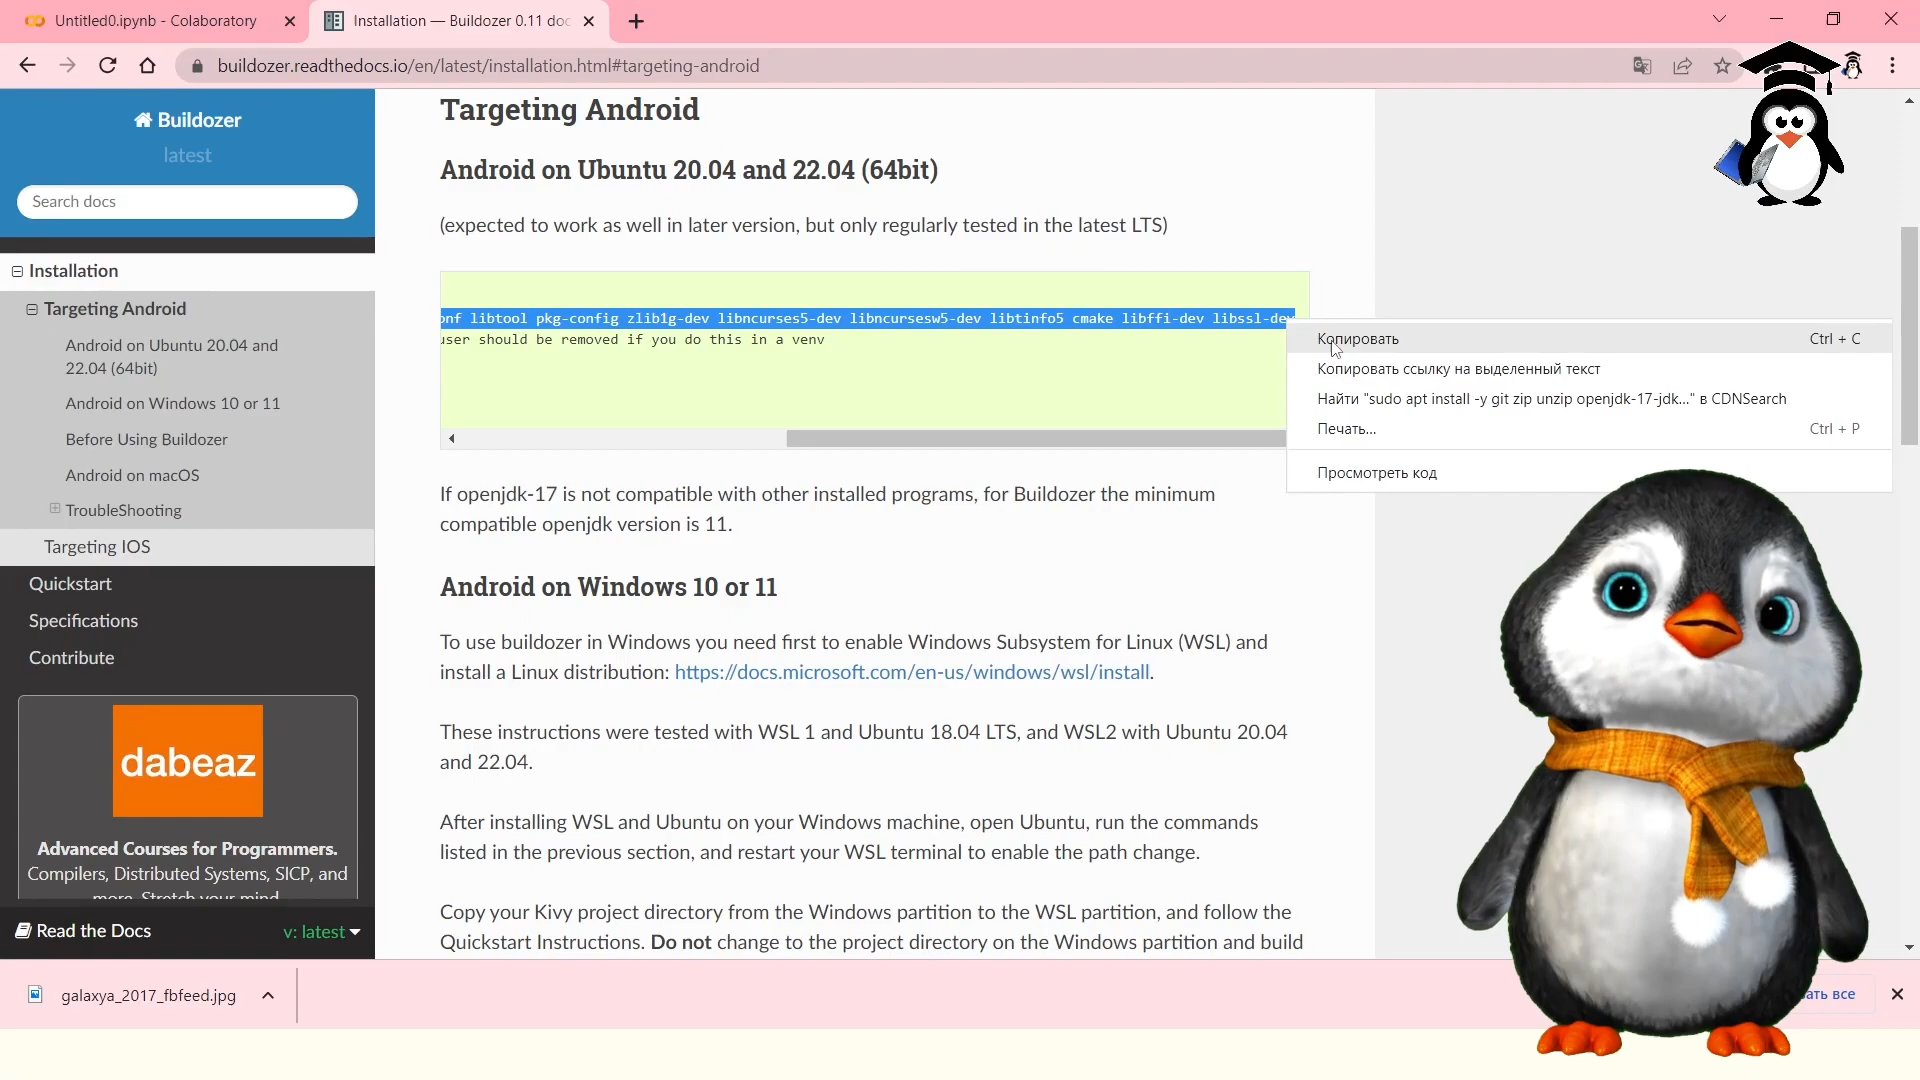 Untitled0.ipynb - Colaboratory
Installation — Buildozer 0.11 doc
buildozer.readthedocs.io/en/latest/installation.html#targeting-android
Buildozer
latest
Search docs
Installation
Targeting Android
Android on Ubuntu 20.04 and
22.04 (64bit)
Android on Windows 10 or 11
Before Using Buildozer
Android on macOS
TroubleShooting
Targeting IOS
Quickstart
Specifications
Contribute
dabeaz
Advanced Courses for Programmers.
Compilers, Distributed Systems, SICP, and
more. Stretch your mind
Read the Docs
v: latest
Targeting Android
Android on Ubuntu 20.04 and 22.04 (64bit)
(expected to work as well in later version, but only regularly tested in the latest LTS)
onf libtool pkg-config zlib1g-dev libncurses5-dev libncursesw5-dev libtinfo5 cmake libffi-dev libssl-dev
user should be removed if you do this in a venv
Копировать Ctrl + C
Копировать ссылку на выделенный текст
Найти "sudo apt install -y git zip unzip openjdk-17-jdk..." в CDNSearch
Печать... Ctrl + P
Просмотреть код
If openjdk-17 is not compatible with other installed programs, for Buildozer the minimum
compatible openjdk version is 11.
Android on Windows 10 or 11
To use buildozer in Windows you need first to enable Windows Subsystem for Linux (WSL) and
install a Linux distribution: https://docs.microsoft.com/en-us/windows/wsl/install.
These instructions were tested with WSL 1 and Ubuntu 18.04 LTS, and WSL2 with Ubuntu 20.04
and 22.04.
After installing WSL and Ubuntu on your Windows machine, open Ubuntu, run the commands
listed in the previous section, and restart your WSL terminal to enable the path change.
Copy your Kivy project directory from the Windows partition to the WSL partition, and follow the
Quickstart Instructions. Do not change to the project directory on the Windows partition and build
galaxya_2017_fbfeed.jpg
ать все